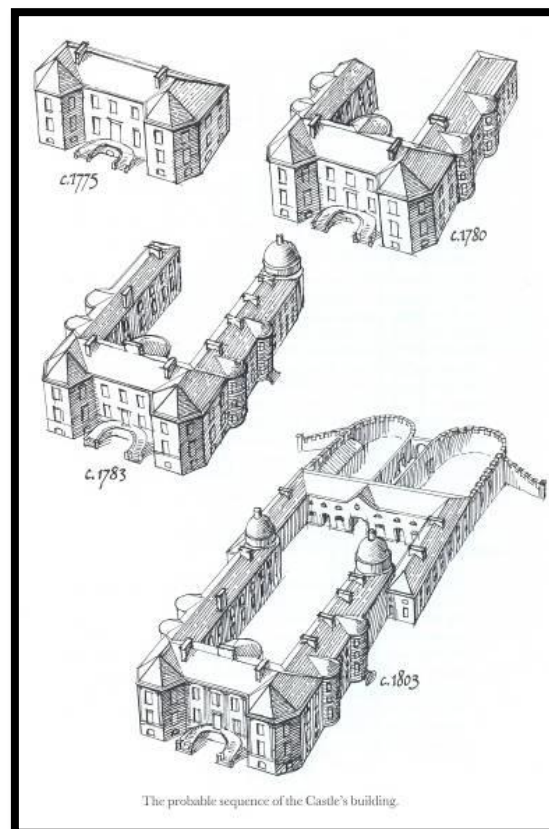 c.1775
c.1780
c.1783
c.1803
The probable sequence of the Castle's building.